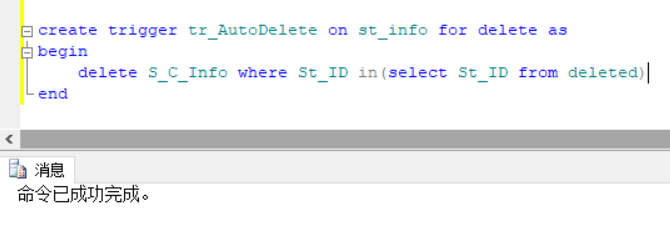 create trigger tr_AutoDelete on st_info for delete as
begin
    delete S_C_Info where St_ID in(select St_ID from deleted)
end
消息
命令已成功完成。